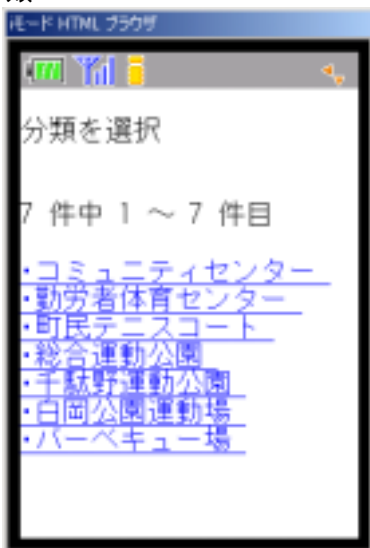 iモード HTML ブラウザ
分類を選択
7 件中 1 ～ 7 件目
・コミュニティセンター
・勤労者体育センター
・町民テニスコート
・総合運動公園
・千駄野運動公園
・白岡公園運動場
・バーベキュー場